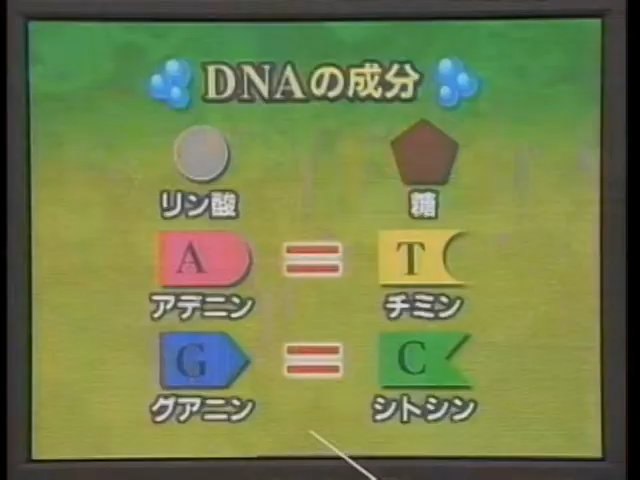 DNAの成分
リン酸 糖
A = T
アデニン チミン
G = C
グアニン シトシン